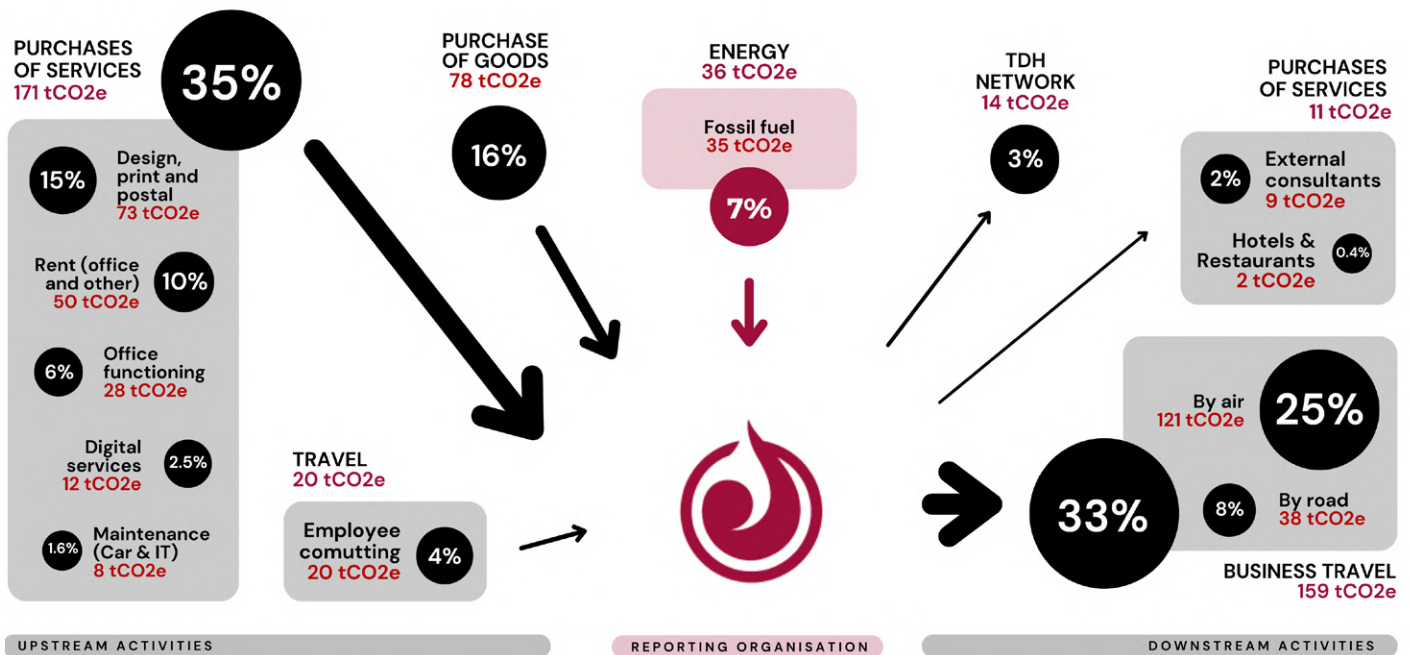 PURCHASES
OF SERVICES
171 tCO2e
35%
15%
Design,
print and
postal
73 tCO2e
Rent (office
and other)
50 tCO2e
10%
6%
Office
functioning
28 tCO2e
Digital
services
12 tCO2e
2.5%
1.6%
Maintenance
(Car & IT)
8 tCO2e
PURCHASE
OF GOODS
78 tCO2e
16%
TRAVEL
20 tCO2e
Employee
comutting
20 tCO2e
4%
ENERGY
36 tCO2e
Fossil fuel
35 tCO2e
7%
TDH
NETWORK
14 tCO2e
3%
PURCHASES
OF SERVICES
11 tCO2e
2%
External
consultants
9 tCO2e
Hotels &
Restaurants
2 tCO2e
0.4%
By air
121 tCO2e
25%
33%
8%
By road
38 tCO2e
BUSINESS TRAVEL
159 tCO2e
UPSTREAM ACTIVITIES
REPORTING ORGANISATION
DOWNSTREAM ACTIVITIES